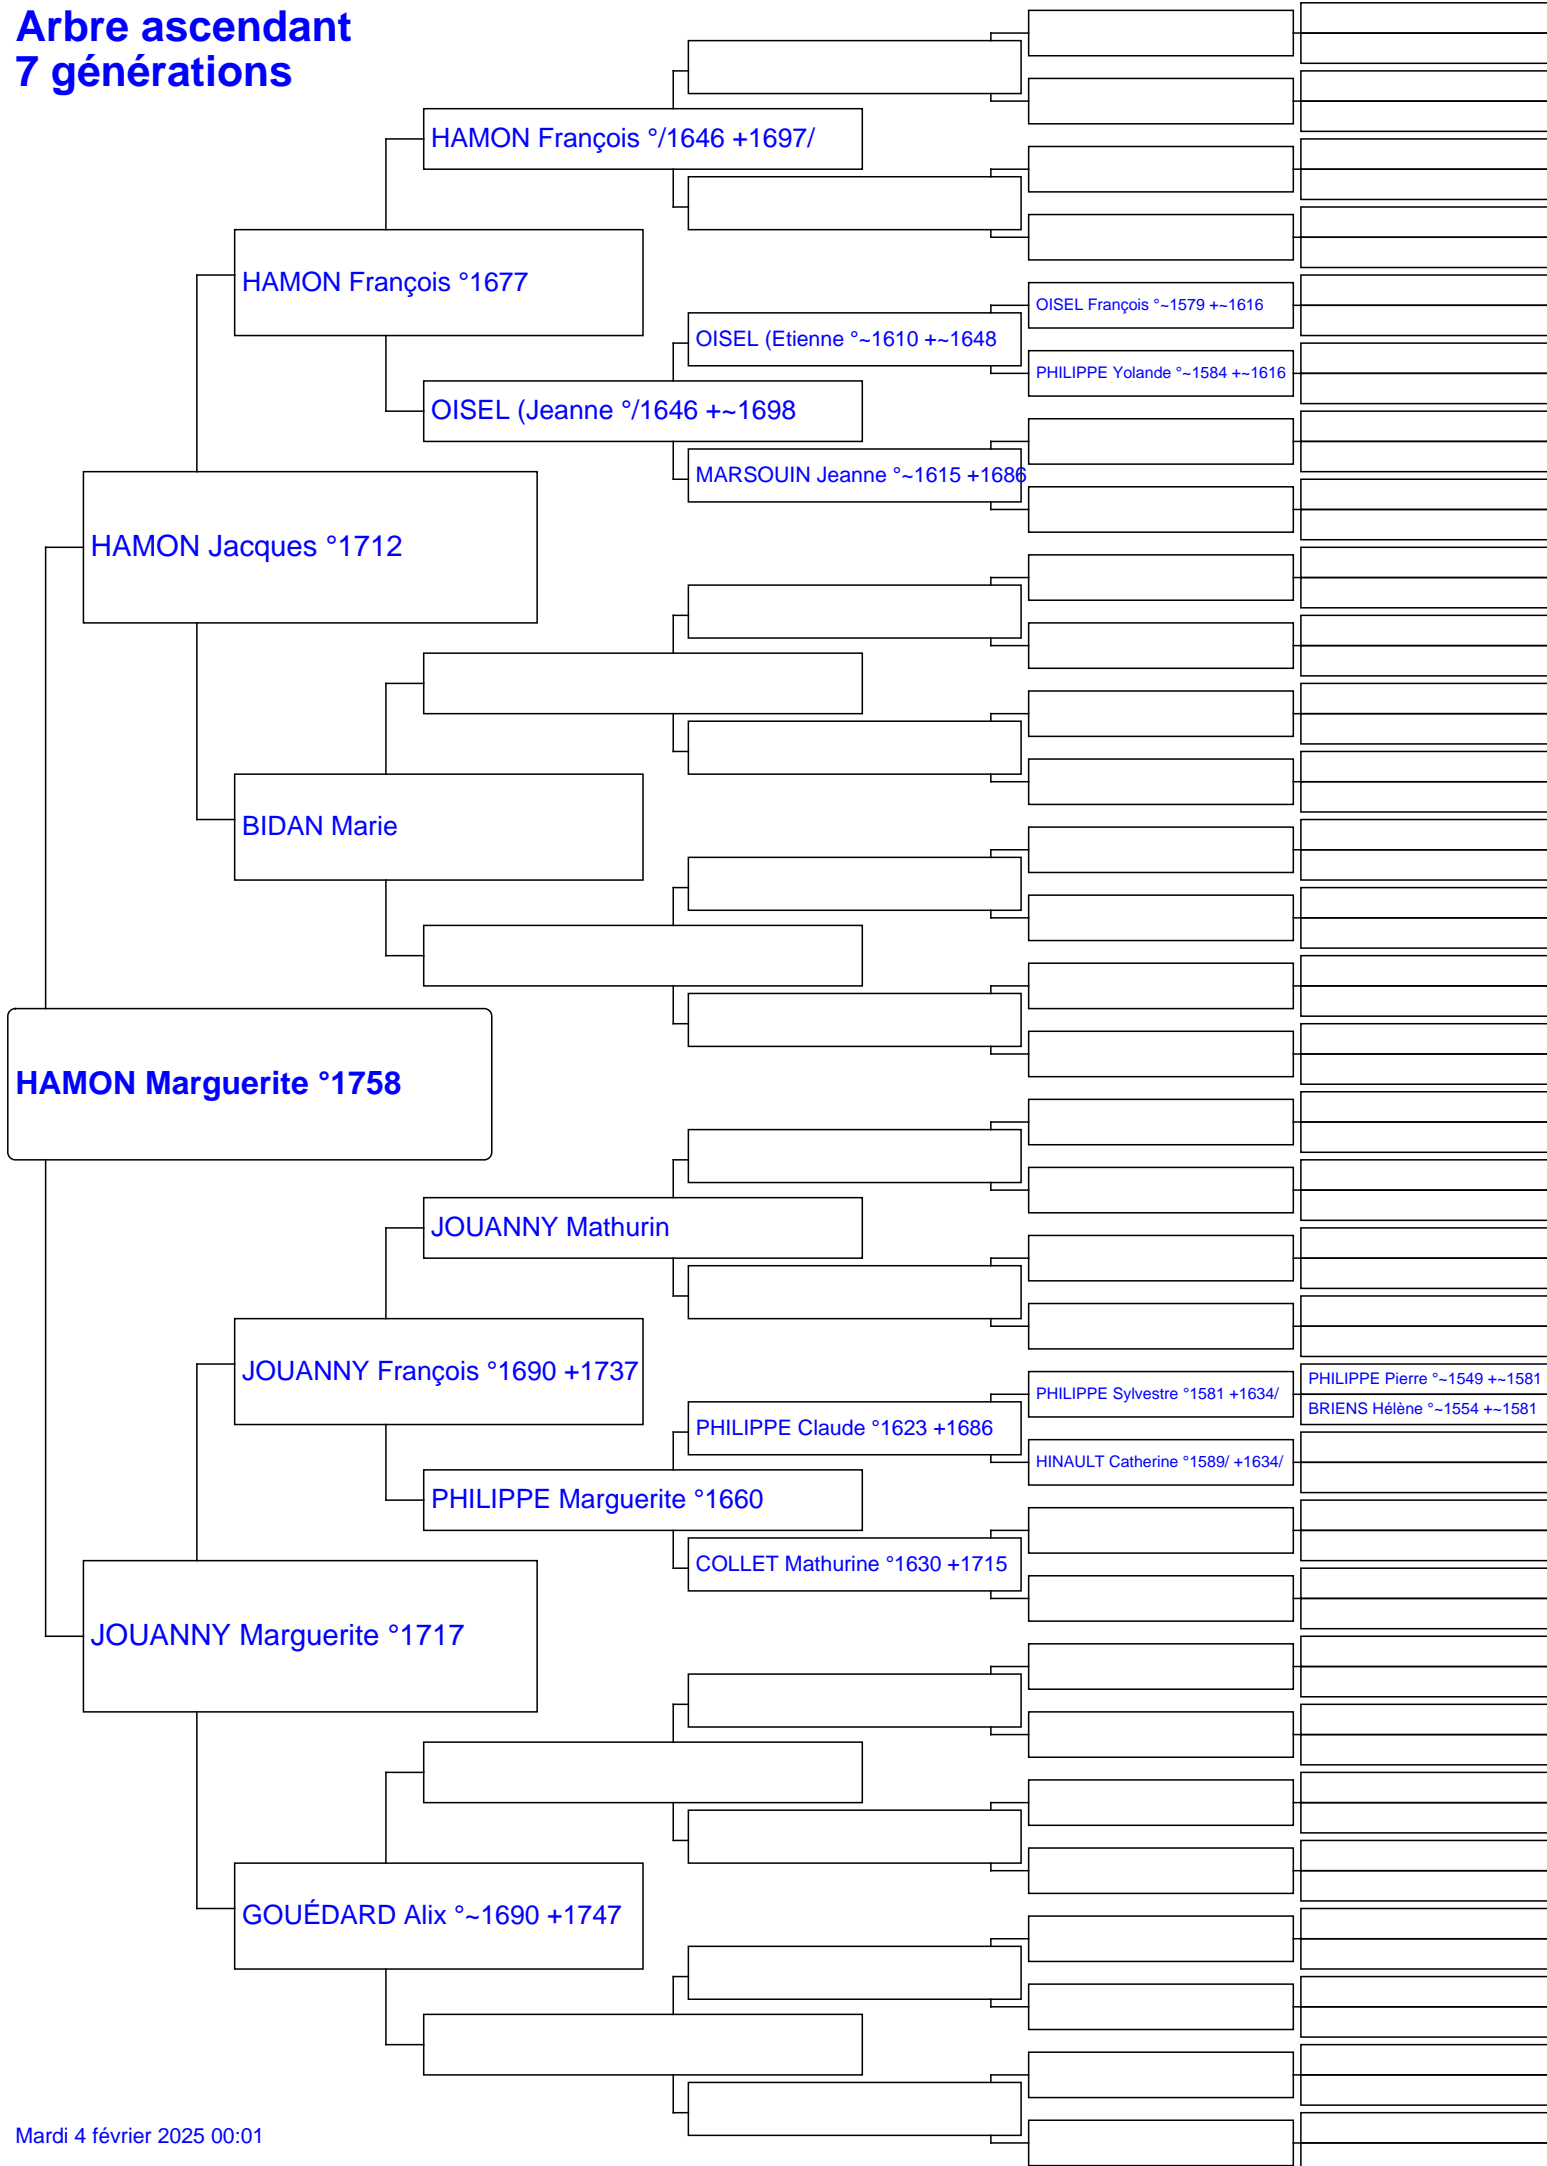 Arbre ascendant
7 générations
HAMON François °/1646 +1697/
HAMON François °1677
OISEL François °~1579 +~1616
OISEL (Etienne °~1610 +~1648
PHILIPPE Yolande °~1584 +~1616
OISEL (Jeanne °/1646 +~1698
MARSOUIN Jeanne °~1615 +1686
HAMON Jacques °1712
BIDAN Marie
HAMON Marguerite °1758
JOUANNY Mathurin
JOUANNY François °1690 +1737
PHILIPPE Pierre °~1549 +~1581
PHILIPPE Sylvestre °1581 +1634/
BRIENS Hélène °~1554 +~1581
PHILIPPE Claude °1623 +1686
HINAULT Catherine °1589/ +1634/
PHILIPPE Marguerite °1660
COLLET Mathurine °1630 +1715
JOUANNY Marguerite °1717
GOUÉDARD Alix °~1690 +1747
Mardi 4 février 2025 00:01